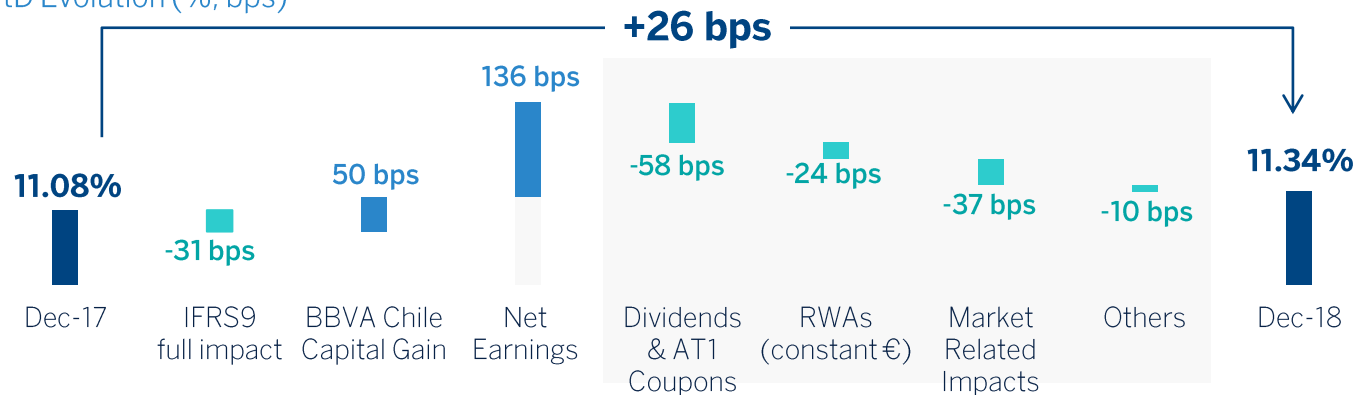 Evolution (%, bps)
+26 bps
136 bps
-58 bps
-24 bps
11.34%
50 bps
11.08%
-37 bps
-10 bps
-31 bps
Dec-17
IFRS9
full impact
BBVA Chile
Capital Gain
Net
Earnings
Dividends
& AT1
Coupons
RWAs
(constant €)
Market
Related
Impacts
Others
Dec-18